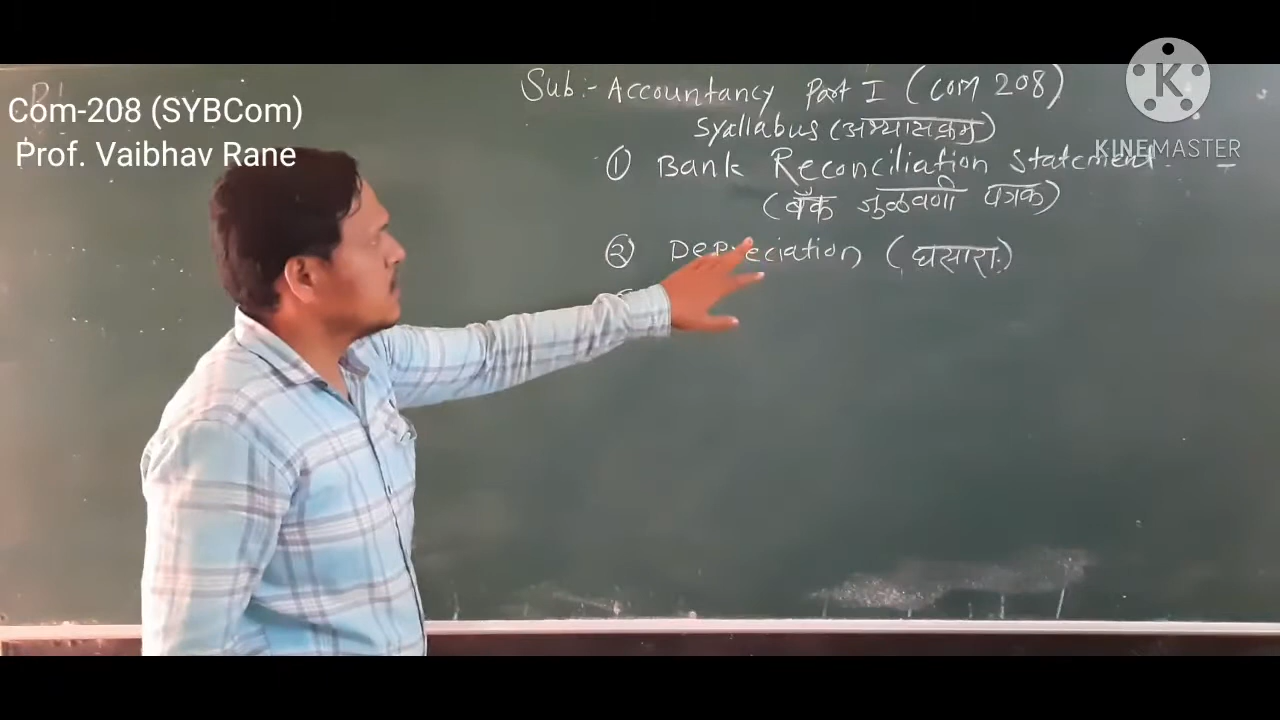 Com-208 (SYBCom)
Prof. Vaibhav Rane
K
KINEMASTER
Sub:- Accountancy Part I (Com 208)
Syallabus (अभ्यासक्रम)
① Bank Reconciliation Statement
(बँक जुळवणी पत्रक)
② Depreciation (घसारा.)